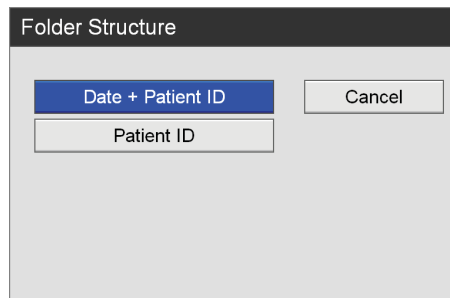 Folder Structure
Date + Patient ID
Cancel
Patient ID